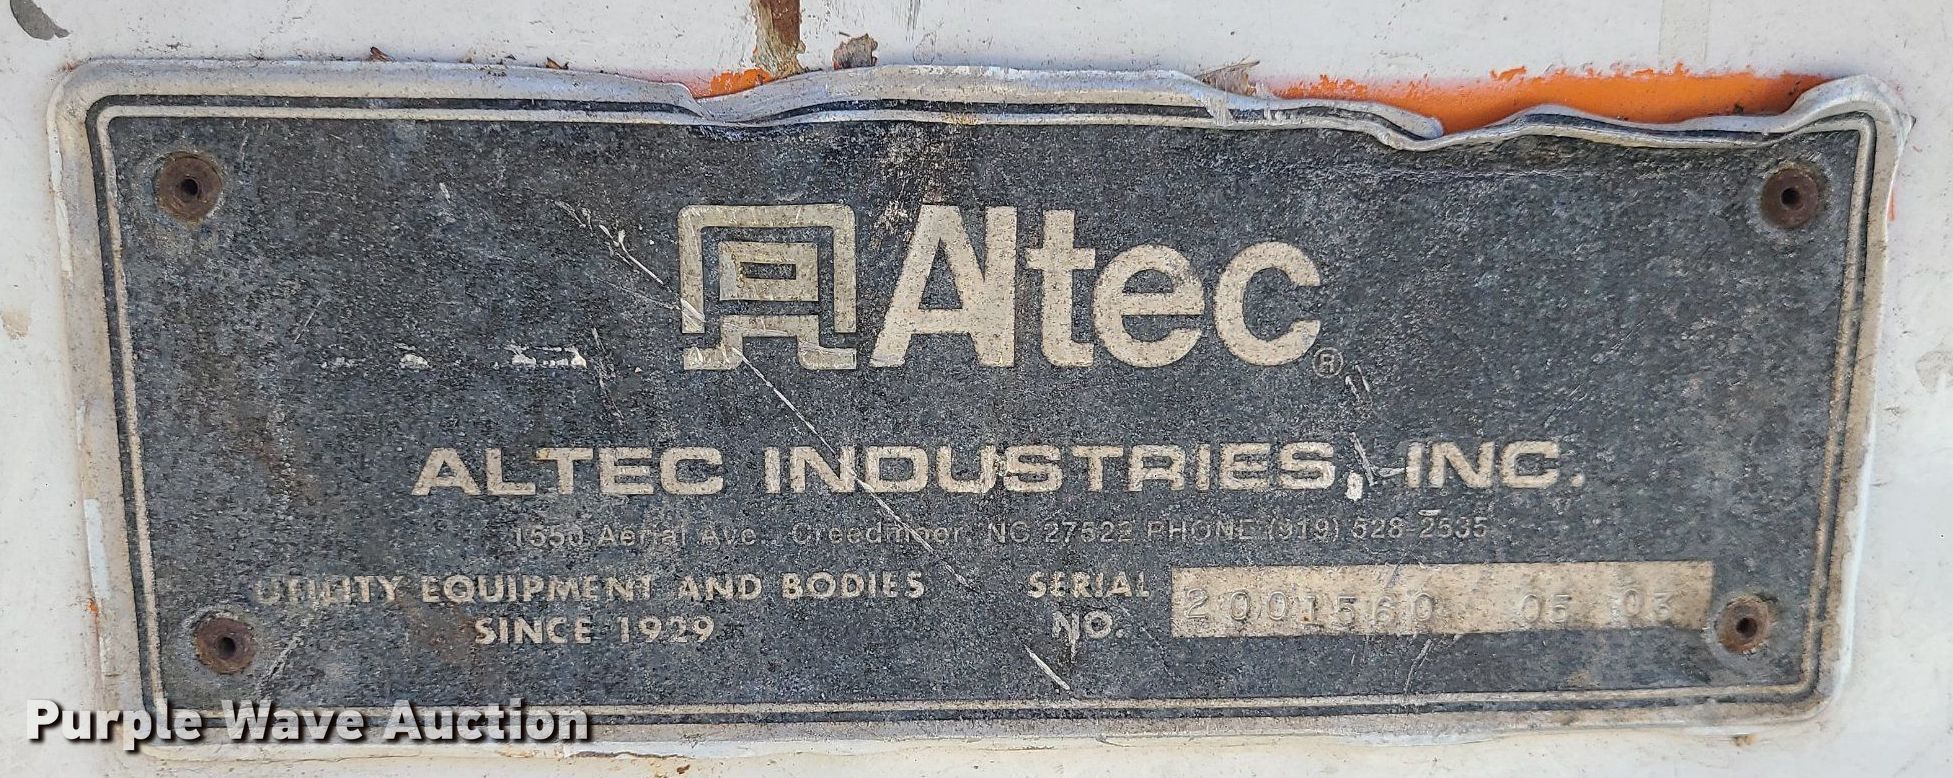 Altec®
ALTEC INDUSTRIES, INC.
1550 Aerial Ave., Creedmoor, NC 27522 PHONE (919) 528-2535
UTILITY EQUIPMENT AND BODIES
SINCE 1929
SERIAL NO. 2001560 05 03
Purple Wave Auction